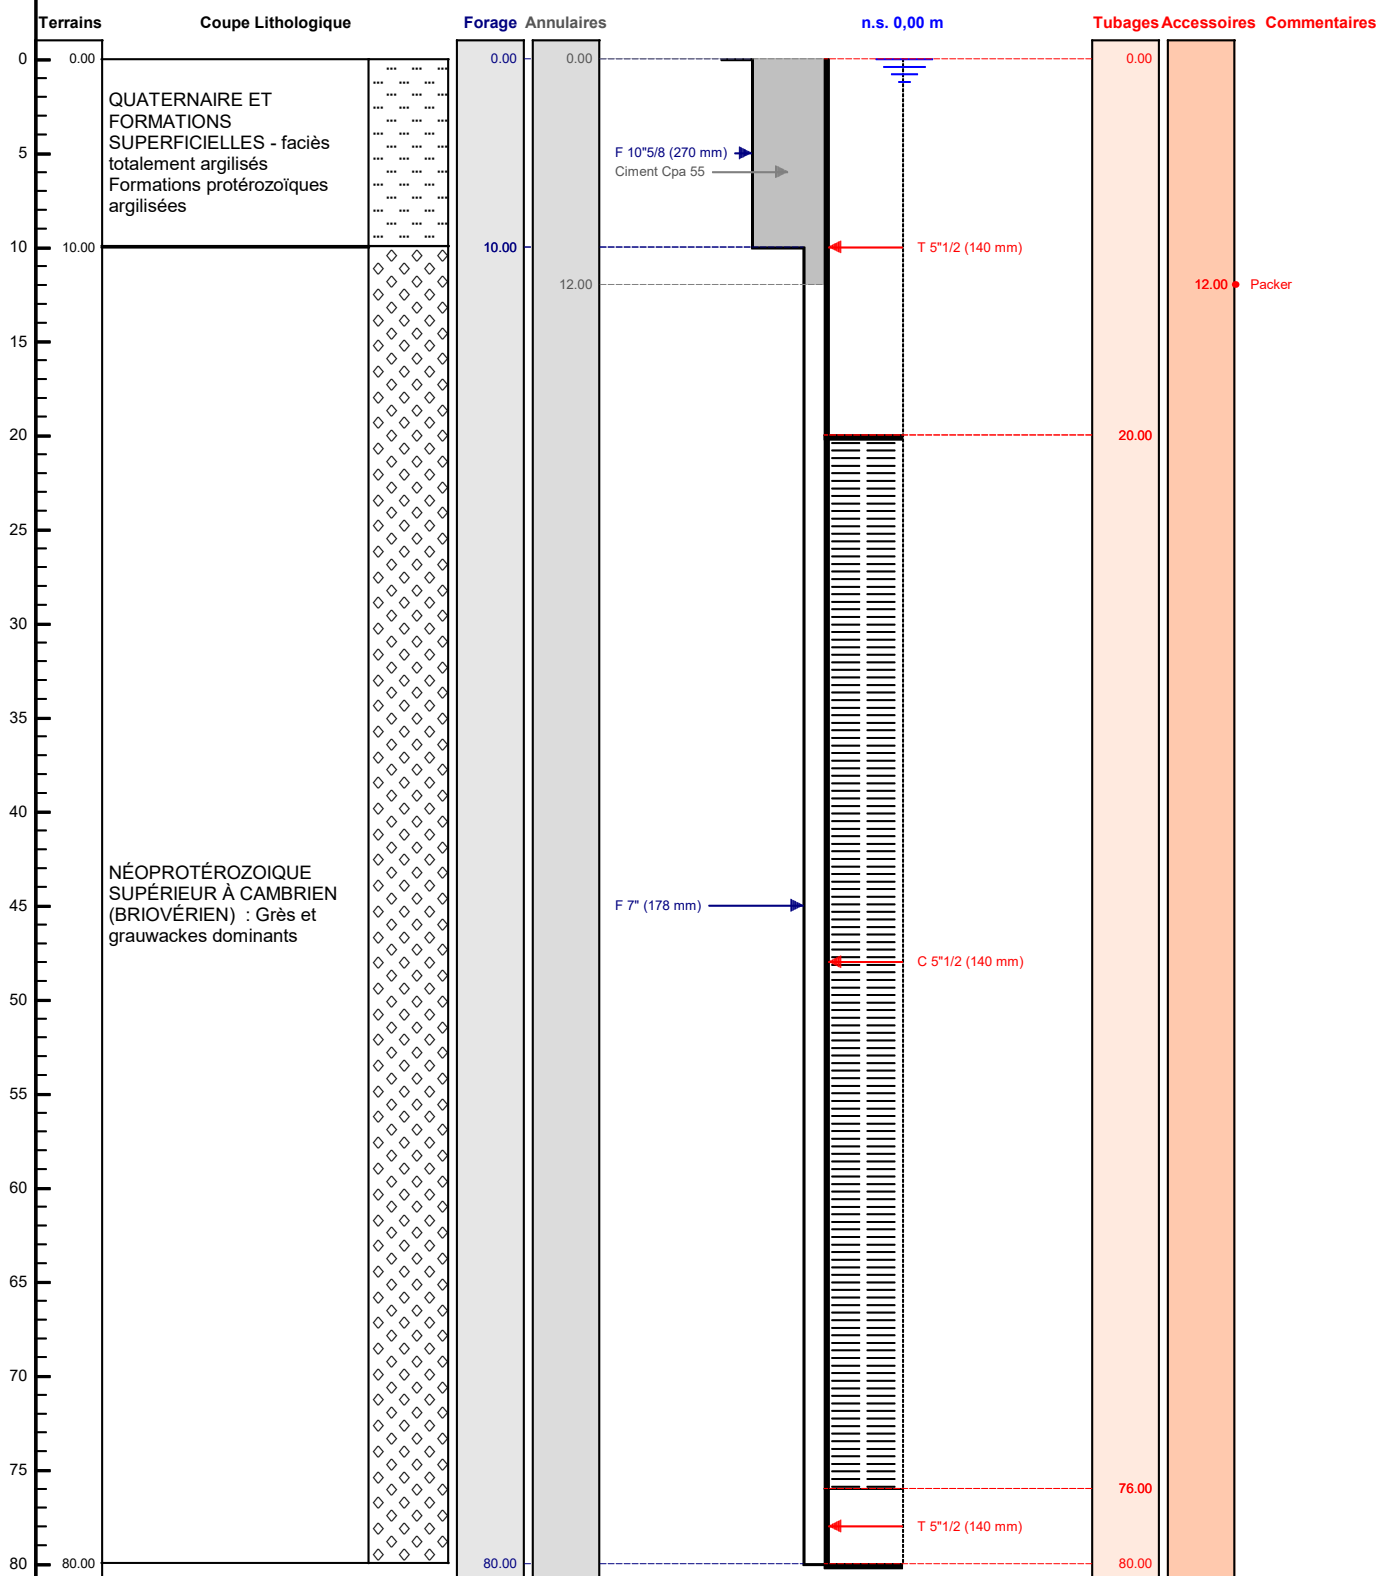 Terrains Coupe Lithologique Forage Annulaires n.s. 0,00 m Tubages Accessoires Commentaires
0 0.00 0.00 0.00 0.00
QUATERNAIRE ET
FORMATIONS
SUPERFICIELLES - faciès
totalement argilisés
Formations protérozoïques
argilisées
5 F 10"5/8 (270 mm)
Ciment Cpa 55
10 10.00 10.00 T 5"1/2 (140 mm)
12.00 12.00 Packer
15
20 20.00
25
30
35
40
NÉOPROTÉROZOIQUE
SUPÉRIEUR À CAMBRIEN
(BRIOVÉRIEN) : Grès et
grauwackes dominants
45 F 7" (178 mm)
C 5"1/2 (140 mm)
50
55
60
65
70
75
76.00
T 5"1/2 (140 mm)
80 80.00 80.00 80.00